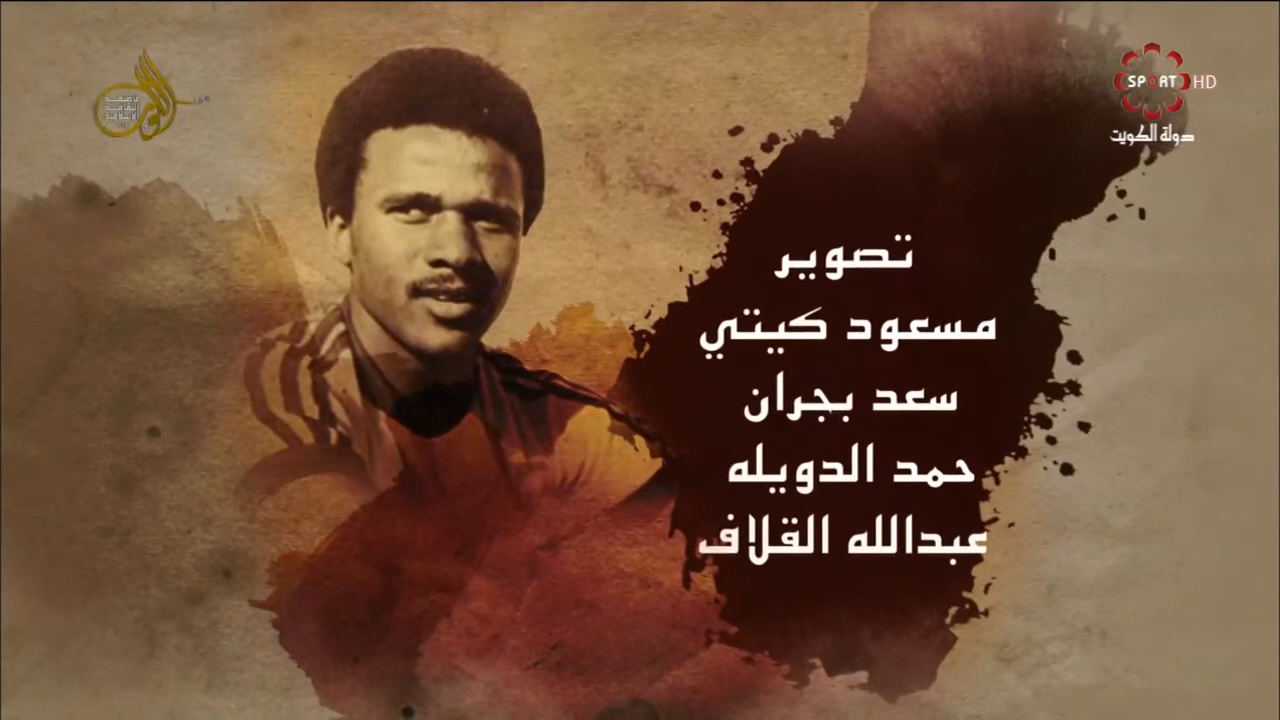 SPORT HD
دولة الكويت
تصوير
مسعود كيتي
سعد بجران
حمد الدويله
عبدالله القلاف